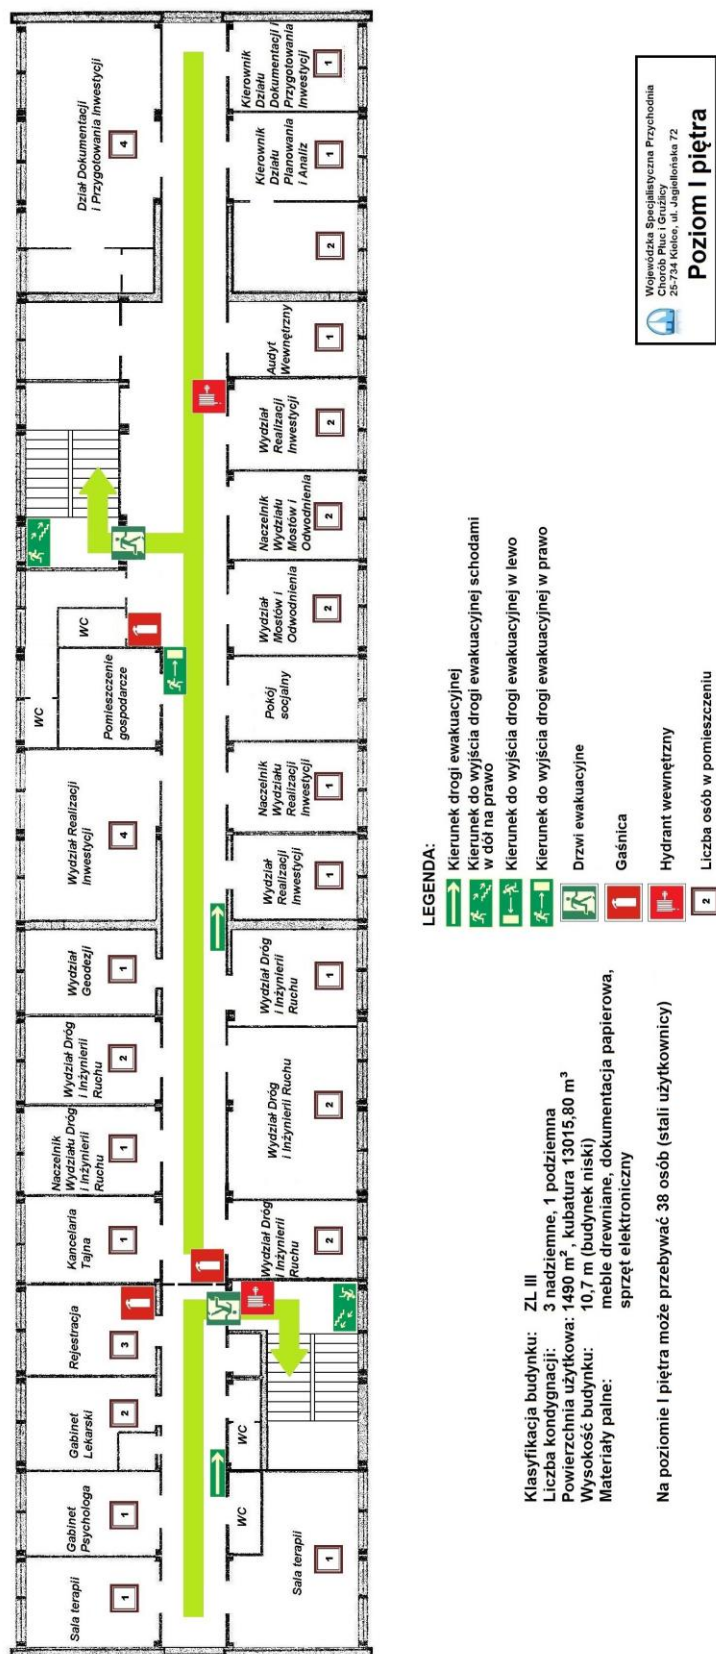 Sala terapii
1
Gabinet
Psychologa
1
Gabinet
Lekarski
2
Rejestracja
3
Kancelaria
Tajna
1
Naczelnik
Wydziału Dróg
i Inżynierii
Ruchu
1
Wydział Dróg
i Inżynierii
Ruchu
2
Wydział
Geodezji
1
Wydział Realizacji
Inwestycji
4
WC
Pomieszczenie
gospodarcze
WC
Dział Dokumentacji
i Przygotowania Inwestycji
4
Sala terapii
1
WC
WC
Wydział Dróg
i Inżynierii
Ruchu
2
Wydział Dróg
i Inżynierii Ruchu
2
Wydział Dróg
i Inżynierii
Ruchu
1
Wydział
Realizacji
Inwestycji
1
Naczelnik
Wydziału
Realizacji
Inwestycji
1
Pokój
socjalny
Wydział
Mostów i
Odwodnienia
2
Naczelnik
Wydziału
Mostów i
Odwodnienia
2
Wydział
Realizacji
Inwestycji
2
Audyt
Wewnętrzny
1
2
Kierownik
Działu
Planowania
i Analiz
1
Kierownik
Działu
Dokumentacji i
Przygotowania
Inwestycji
1
Klasyfikacja budynku: ZL III
Liczba kondygnacji: 3 nadziemne, 1 podziemna
Powierzchnia użytkowa: 1490 m², kubatura 13015,80 m³
Wysokość budynku: 10,7 m (budynek niski)
Materiały palne: meble drewniane, dokumentacja papierowa,
sprzęt elektroniczny
Na poziomie I piętra może przebywać 38 osób (stali użytkownicy)
LEGENDA:
Kierunek drogi ewakuacyjnej
Kierunek do wyjścia drogi ewakuacyjnej schodami
w dół na prawo
Kierunek do wyjścia drogi ewakuacyjnej w lewo
Kierunek do wyjścia drogi ewakuacyjnej w prawo
Drzwi ewakuacyjne
Gaśnica
Hydrant wewnętrzny
2 Liczba osób w pomieszczeniu
Wojewódzka Specjalistyczna Przychodnia
Chorób Płuc i Gruźlicy
25-734 Kielce, ul. Jagiellońska 72
Poziom I piętra